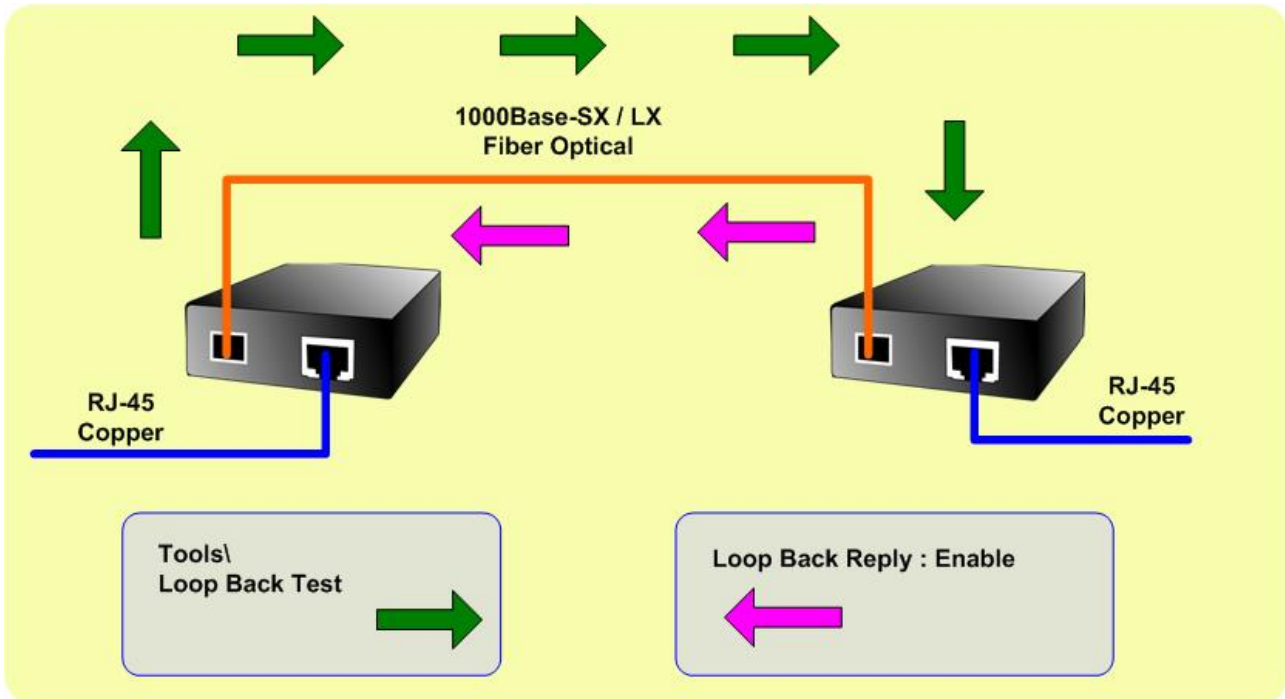 1000Base-SX / LX
Fiber Optical
RJ-45
Copper
RJ-45
Copper
Tools\
Loop Back Test
Loop Back Reply : Enable